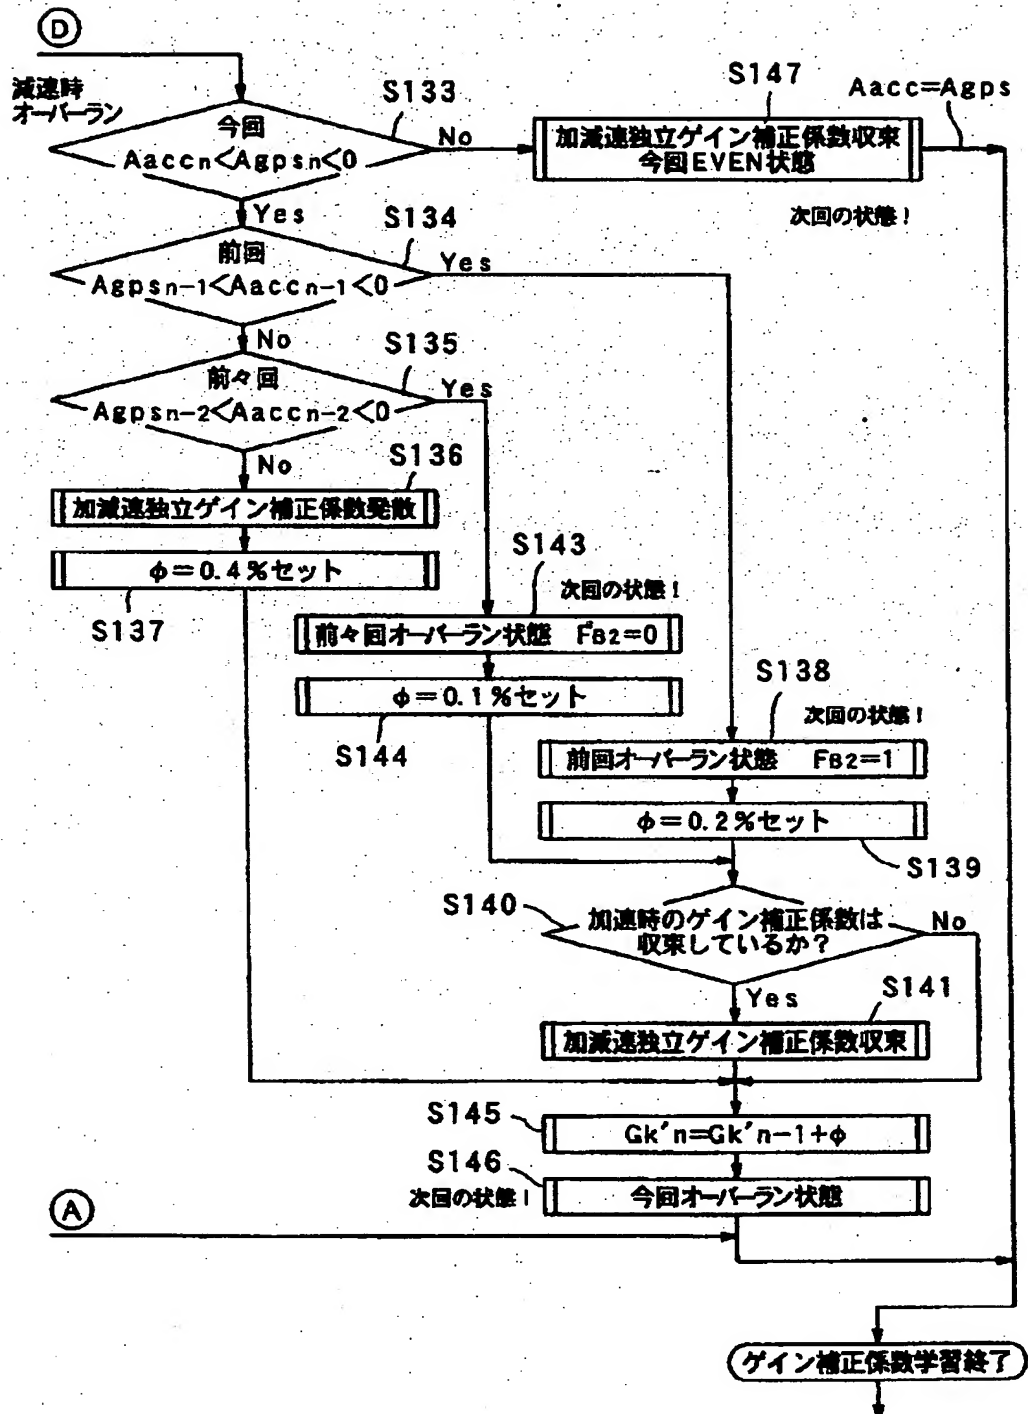 D
減速時
オーバーラン
S133
今回
Aaccn<Agpsn<0
No
S147
加減速独立ゲイン補正係数収束
今回EVEN状態
Aacc=Agps
次回の状態!
Yes
S134
前回
Agpsn-1<Aaccn-1<0
Yes
No
S135
前々回
Agpsn-2<Aaccn-2<0
Yes
No
S136
加減速独立ゲイン補正係数発散
φ=0.4%セット
S137
S143
次回の状態!
前々回オーバーラン状態 FB2=0
φ=0.1%セット
S144
S138
次回の状態!
前回オーバーラン状態 FB2=1
φ=0.2%セット
S139
S140
加速時のゲイン補正係数は
収束しているか?
No
Yes
S141
加減速独立ゲイン補正係数収束
S145
Gk'n=Gk'n-1+φ
S146
次回の状態!
今回オーバーラン状態
A
ゲイン補正係数学習終了